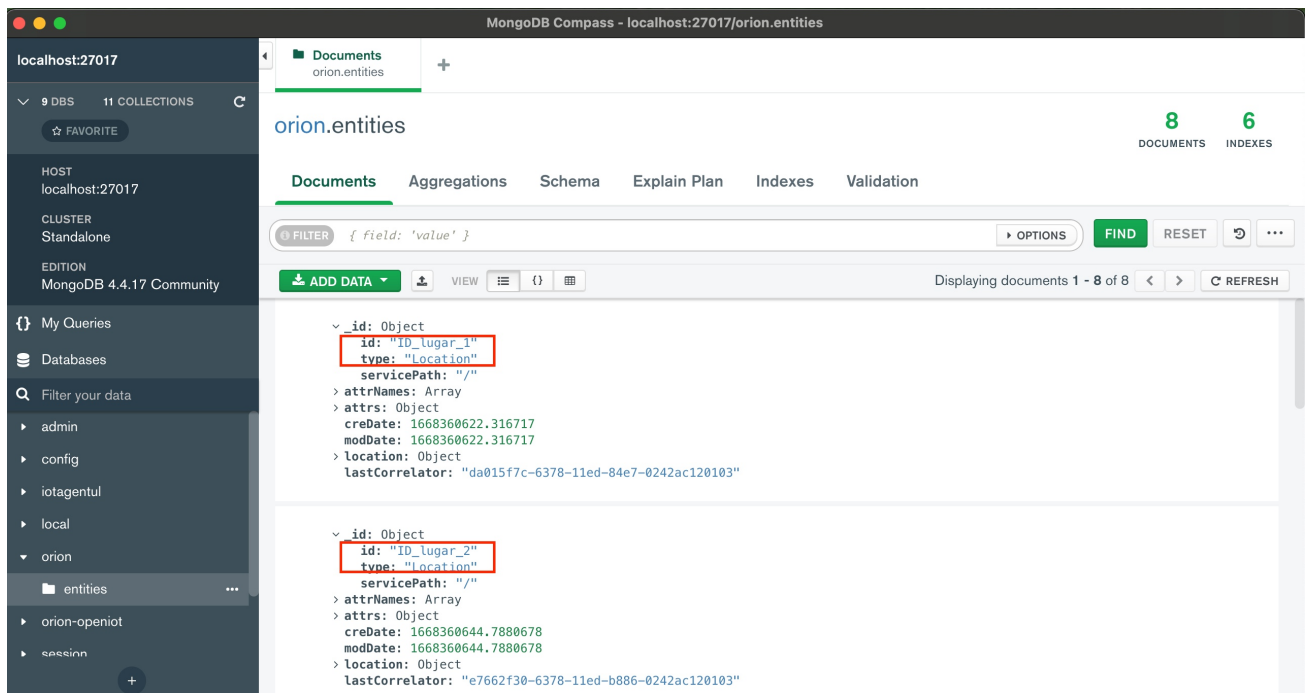 MongoDB Compass - localhost:27017/orion.entities
localhost:27017
9 DBS 11 COLLECTIONS
FAVORITE
HOST
localhost:27017
CLUSTER
Standalone
EDITION
MongoDB 4.4.17 Community
{} My Queries
Databases
Filter your data
admin
config
iotagentul
local
orion
entities ...
orion-openiot
session
+
Documents
orion.entities
+
orion.entities
8
DOCUMENTS
6
INDEXES
Documents Aggregations Schema Explain Plan Indexes Validation
FILTER { field: 'value' } OPTIONS FIND RESET ...
ADD DATA VIEW {} Displaying documents 1 - 8 of 8 < > REFRESH
_id: Object
id: "ID_lugar_1"
type: "Location"
servicePath: "/"
attrNames: Array
attrs: Object
creDate: 1668360622.316717
modDate: 1668360622.316717
location: Object
lastCorrelator: "da015f7c-6378-11ed-84e7-0242ac120103"
_id: Object
id: "ID_lugar_2"
type: "Location"
servicePath: "/"
attrNames: Array
attrs: Object
creDate: 1668360644.7880678
modDate: 1668360644.7880678
location: Object
lastCorrelator: "e7662f30-6378-11ed-b886-0242ac120103"